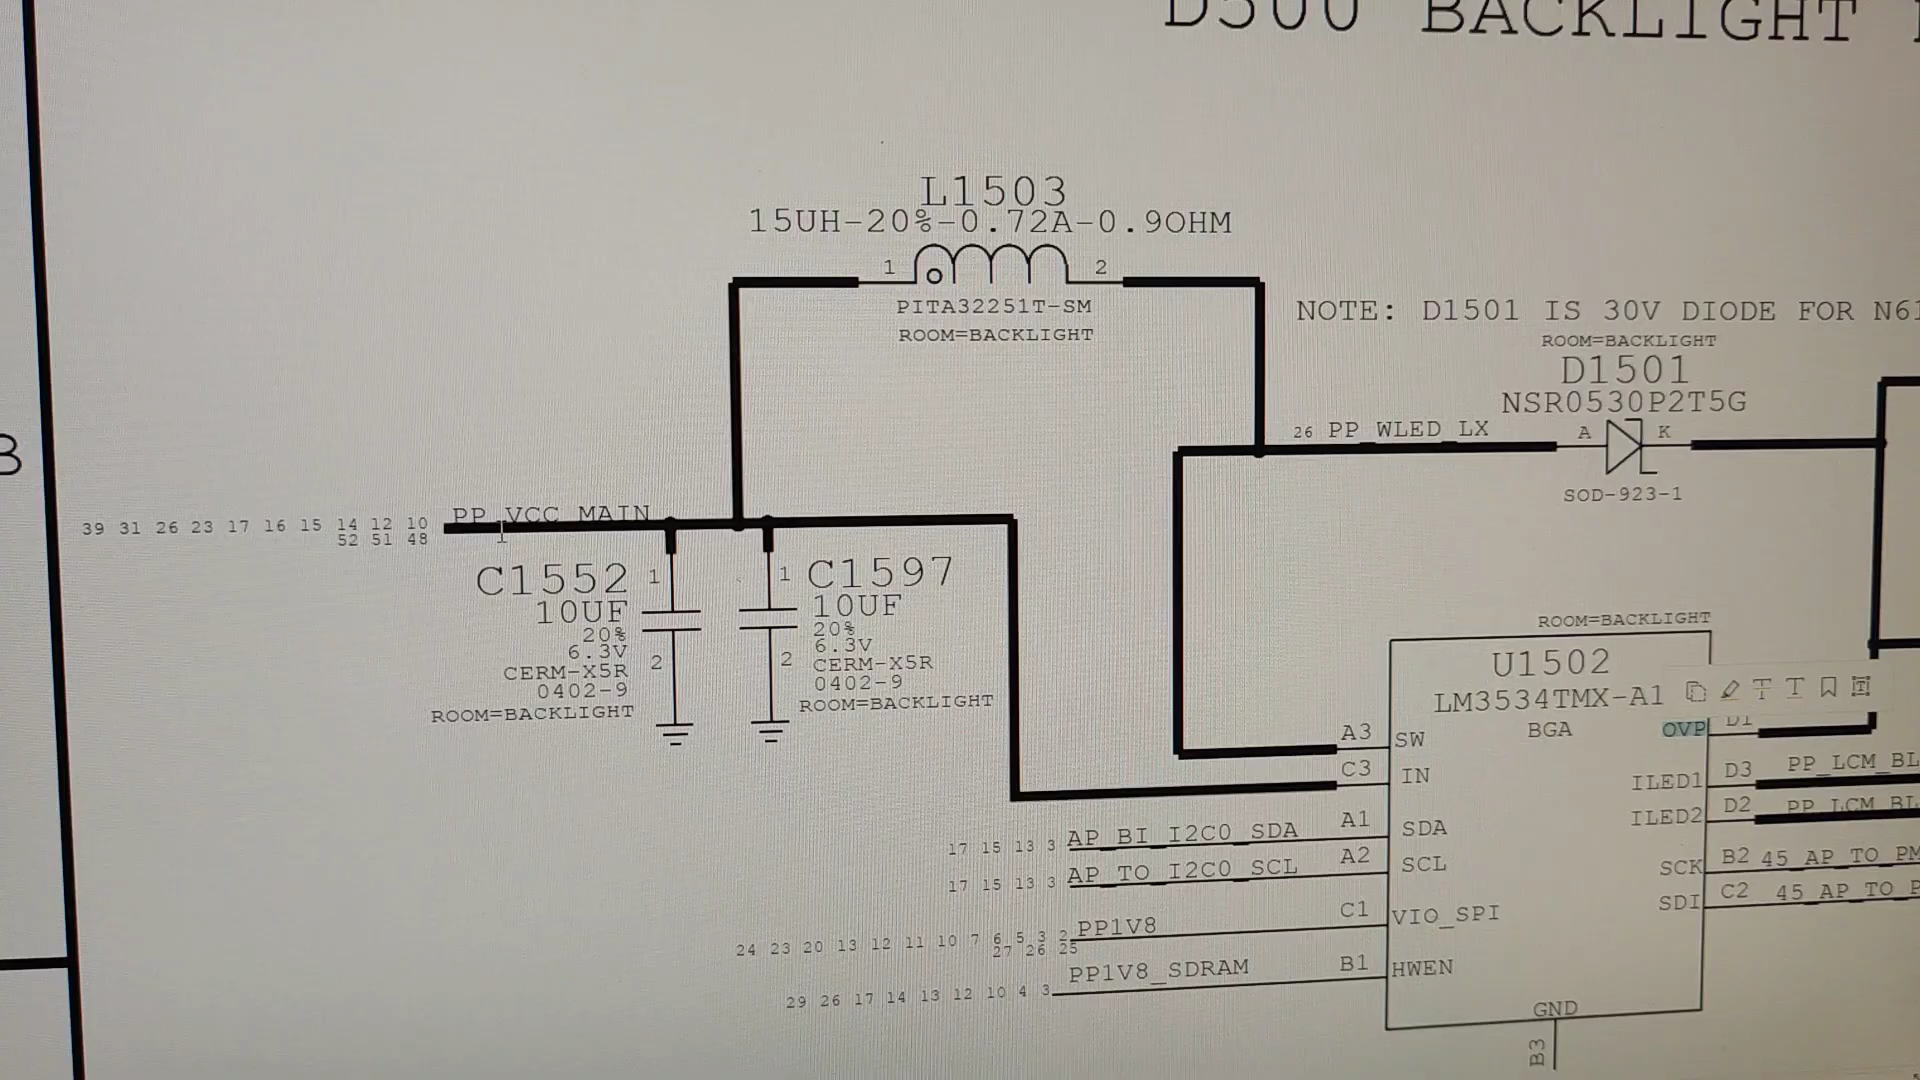 D500 BACKLIGHT
L1503
15UH-20%-0.72A-0.9OHM
1 2
PITA32251T-SM
ROOM=BACKLIGHT
NOTE: D1501 IS 30V DIODE FOR N61
ROOM=BACKLIGHT
D1501
NSR0530P2T5G
26 PP_WLED_LX
A K
SOD-923-1
B
PP_VCC_MAIN
39 31 26 23 17 16 15 14 12 10
52 51 48
C1552
1
10UF
20%
6.3V
2
CERM-X5R
0402-9
ROOM=BACKLIGHT
1 C1597
10UF
20%
6.3V
2 CERM-X5R
0402-9
ROOM=BACKLIGHT
ROOM=BACKLIGHT
U1502
LM3534TMX-A1
BGA
A3 SW
C3 IN
17 15 13 3 AP_BI_I2C0_SDA A1 SDA
17 15 13 3 AP_TO_I2C0_SCL A2 SCL
24 23 20 13 12 11 10 7 6 5 3 2 PP1V8 C1 VIO_SPI
27 26 25
29 26 17 14 13 12 10 4 3 PP1V8_SDRAM B1 HWEN
OVP D1
ILED1 D3 PP_LCM_BL
ILED2 D2 PP_LCM_BL
SCK B2 45_AP_TO_PM
SDI C2 45_AP_TO_P
GND
B3